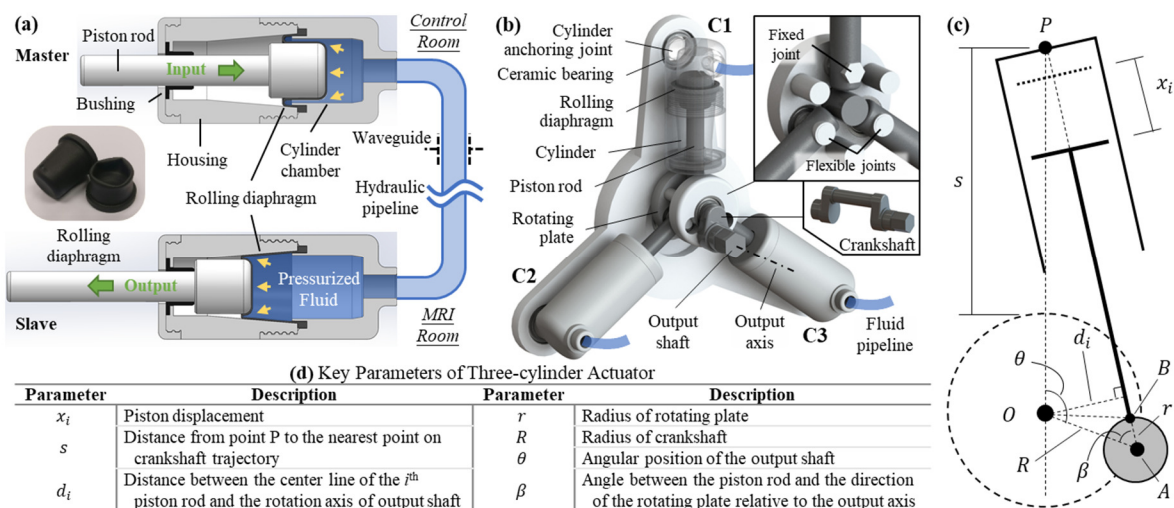 (a)
Piston rod
Control
Room
Master
Input
Bushing
Housing
Cylinder
chamber
Waveguide
Rolling diaphragm
Hydraulic
pipeline
Rolling
diaphragm
Output
Pressurized
Fluid
Slave
MRI
Room
(b)
C1
Cylinder
anchoring joint
Ceramic bearing
Rolling
diaphragm
Cylinder
Piston rod
Rotating
plate
Fixed
joint
Flexible joints
Crankshaft
C2
Output
shaft
Output
axis
C3
Fluid
pipeline
(c)
P
x_i
s
d_i
θ
B
O
r
R
β
A
(d) Key Parameters of Three-cylinder Actuator
Parameter Description Parameter Description
x_i Piston displacement r Radius of rotating plate
s Distance from point P to the nearest point on crankshaft trajectory R Radius of crankshaft
θ Angular position of the output shaft
d_i Distance between the center line of the i^th piston rod and the rotation axis of output shaft β Angle between the piston rod and the direction of the rotating plate relative to the output axis